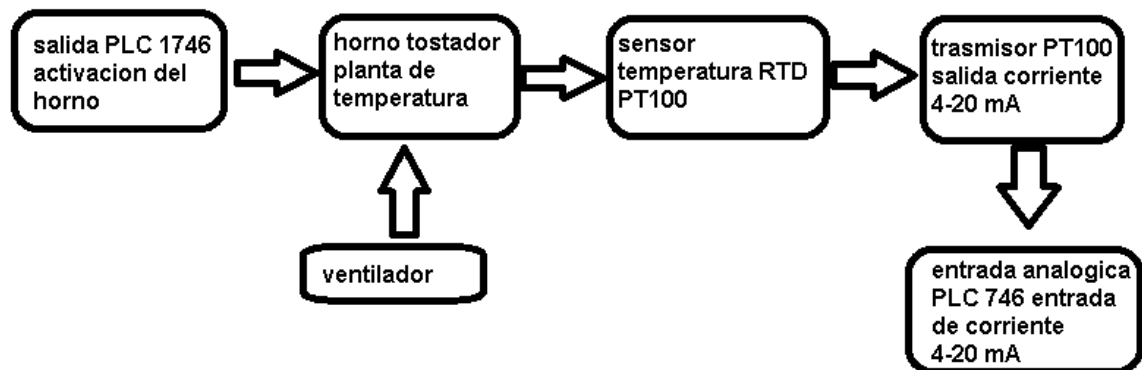 salida PLC 1746
activacion del
horno
horno tostador
planta de
temperatura
sensor
temperatura RTD
PT100
trasmisor PT100
salida corriente
4-20 mA
ventilador
entrada analogica
PLC 746 entrada
de corriente
4-20 mA